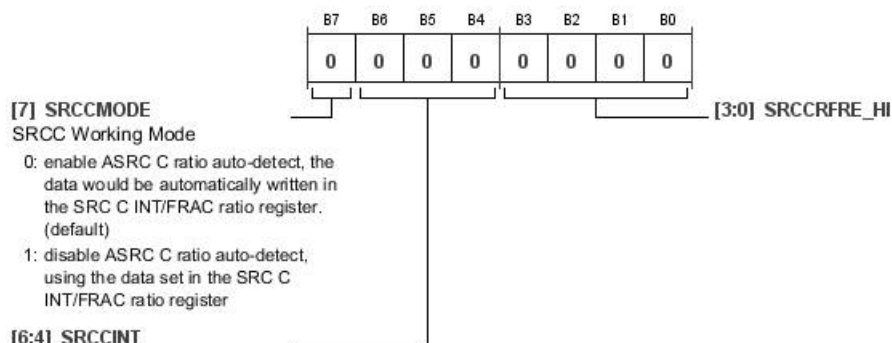 B7 B6 B5 B4 B3 B2 B1 B0
0 0 0 0 0 0 0 0
[7] SRCCMODE
[3:0] SRCCRFRE_HI
SRCC Working Mode
0: enable ASRC C ratio auto-detect, the
data would be automatically written in
the SRC C INT/FRAC ratio register.
(default)
1: disable ASRC C ratio auto-detect,
using the data set in the SRC C
INT/FRAC ratio register
[6:4] SRCCINT